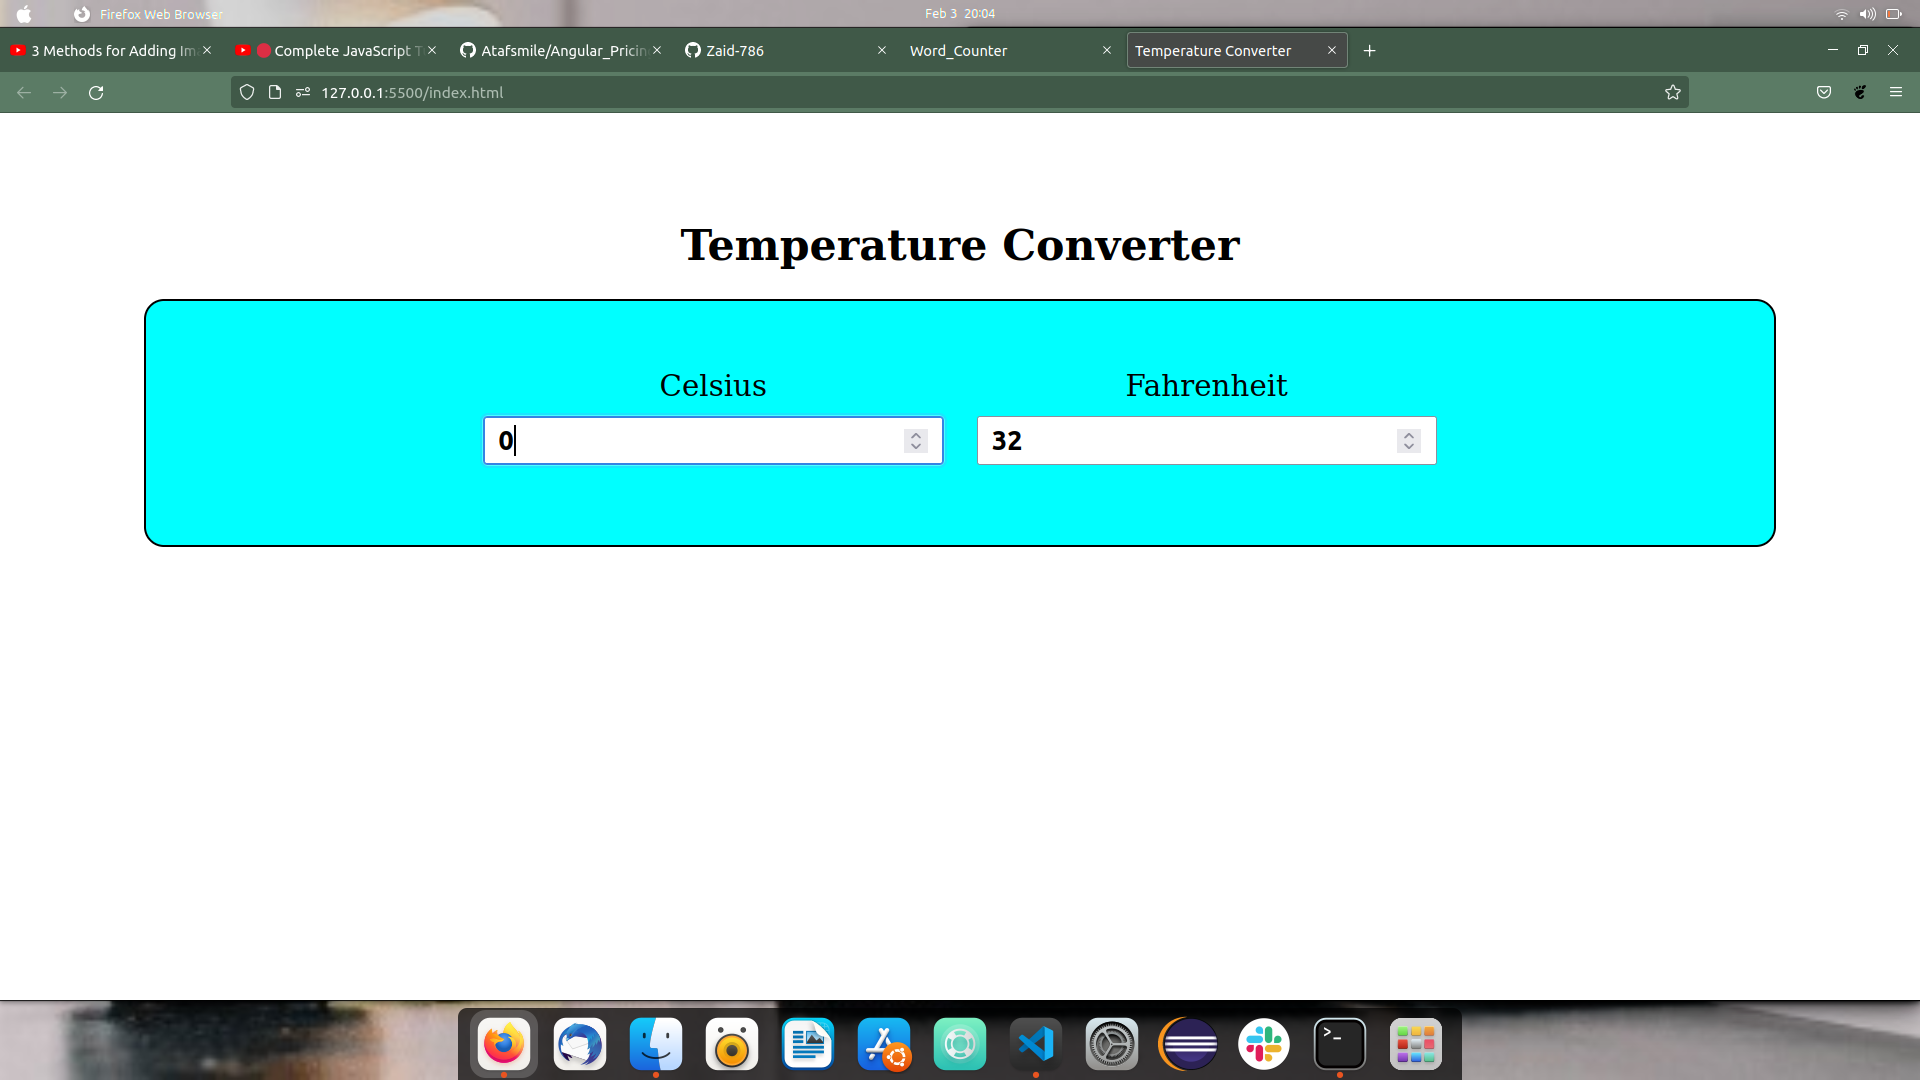 Firefox Web Browser
Feb 3 20:04
3 Methods for Adding Im
Complete JavaScript T
Atafsmile/Angular_Pricin
Zaid-786
Word_Counter
Temperature Converter
127.0.0.1:5500/index.html
Temperature Converter
Celsius
Fahrenheit
0
32